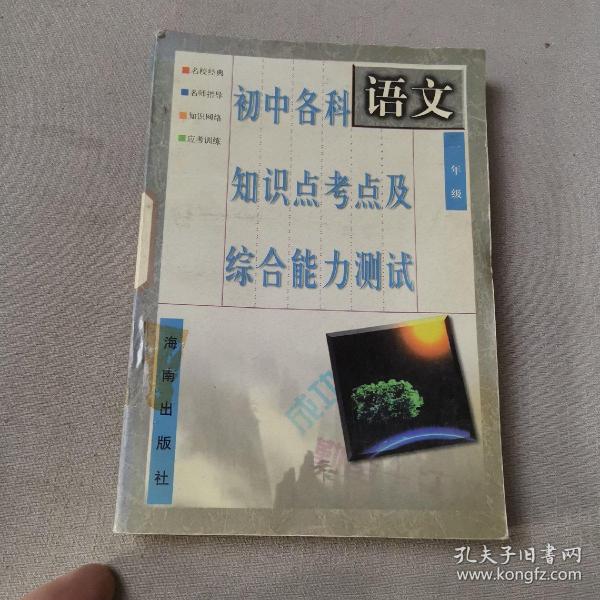 名校经典
名师指导
知识网络
应考训练
语文
一年级
初中各科
知识点考点及
综合能力测试
海南出版社
成功
孔夫子旧书网
www.kongfz.com